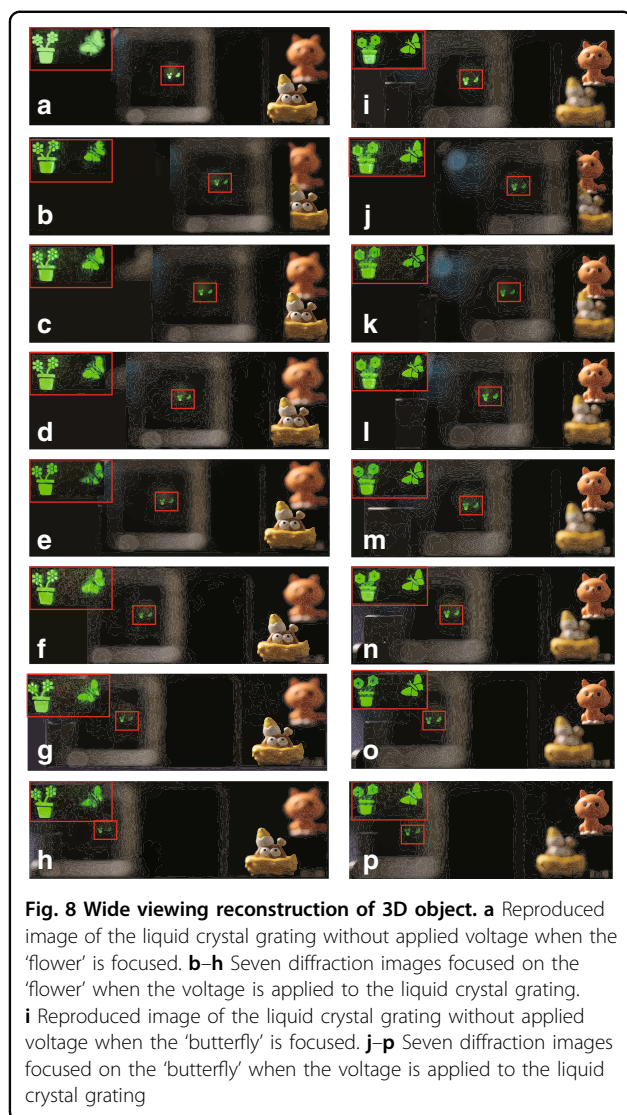 a
i
b
j
c
k
d
l
e
m
f
n
g
o
h
p
Fig. 8 Wide viewing reconstruction of 3D object. a Reproduced
image of the liquid crystal grating without applied voltage when the
‘flower’ is focused. b–h Seven diffraction images focused on the
‘flower’ when the voltage is applied to the liquid crystal grating.
i Reproduced image of the liquid crystal grating without applied
voltage when the ‘butterfly’ is focused. j–p Seven diffraction images
focused on the ‘butterfly’ when the voltage is applied to the liquid
crystal grating